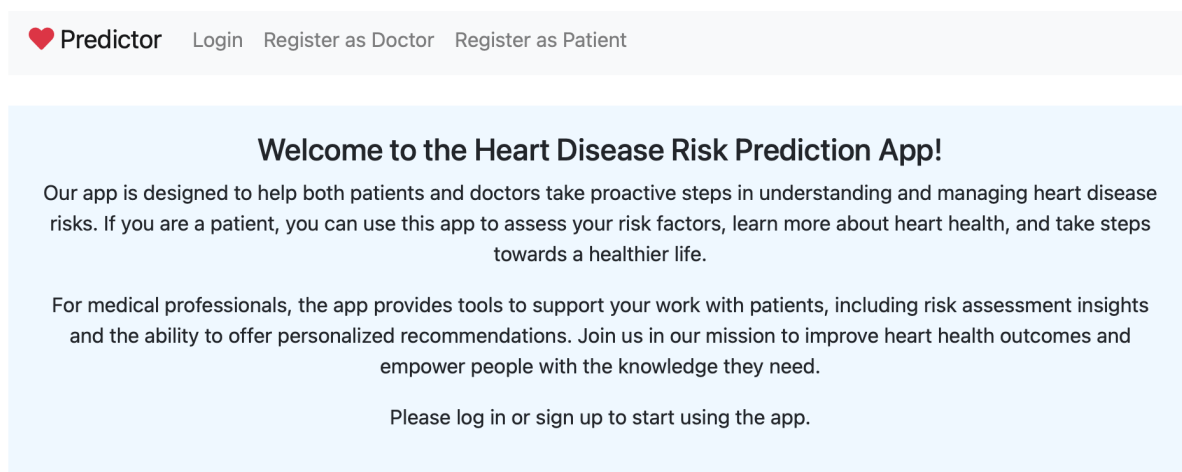 Predictor Login Register as Doctor Register as Patient
Welcome to the Heart Disease Risk Prediction App!
Our app is designed to help both patients and doctors take proactive steps in understanding and managing heart disease
risks. If you are a patient, you can use this app to assess your risk factors, learn more about heart health, and take steps
towards a healthier life.
For medical professionals, the app provides tools to support your work with patients, including risk assessment insights
and the ability to offer personalized recommendations. Join us in our mission to improve heart health outcomes and
empower people with the knowledge they need.
Please log in or sign up to start using the app.